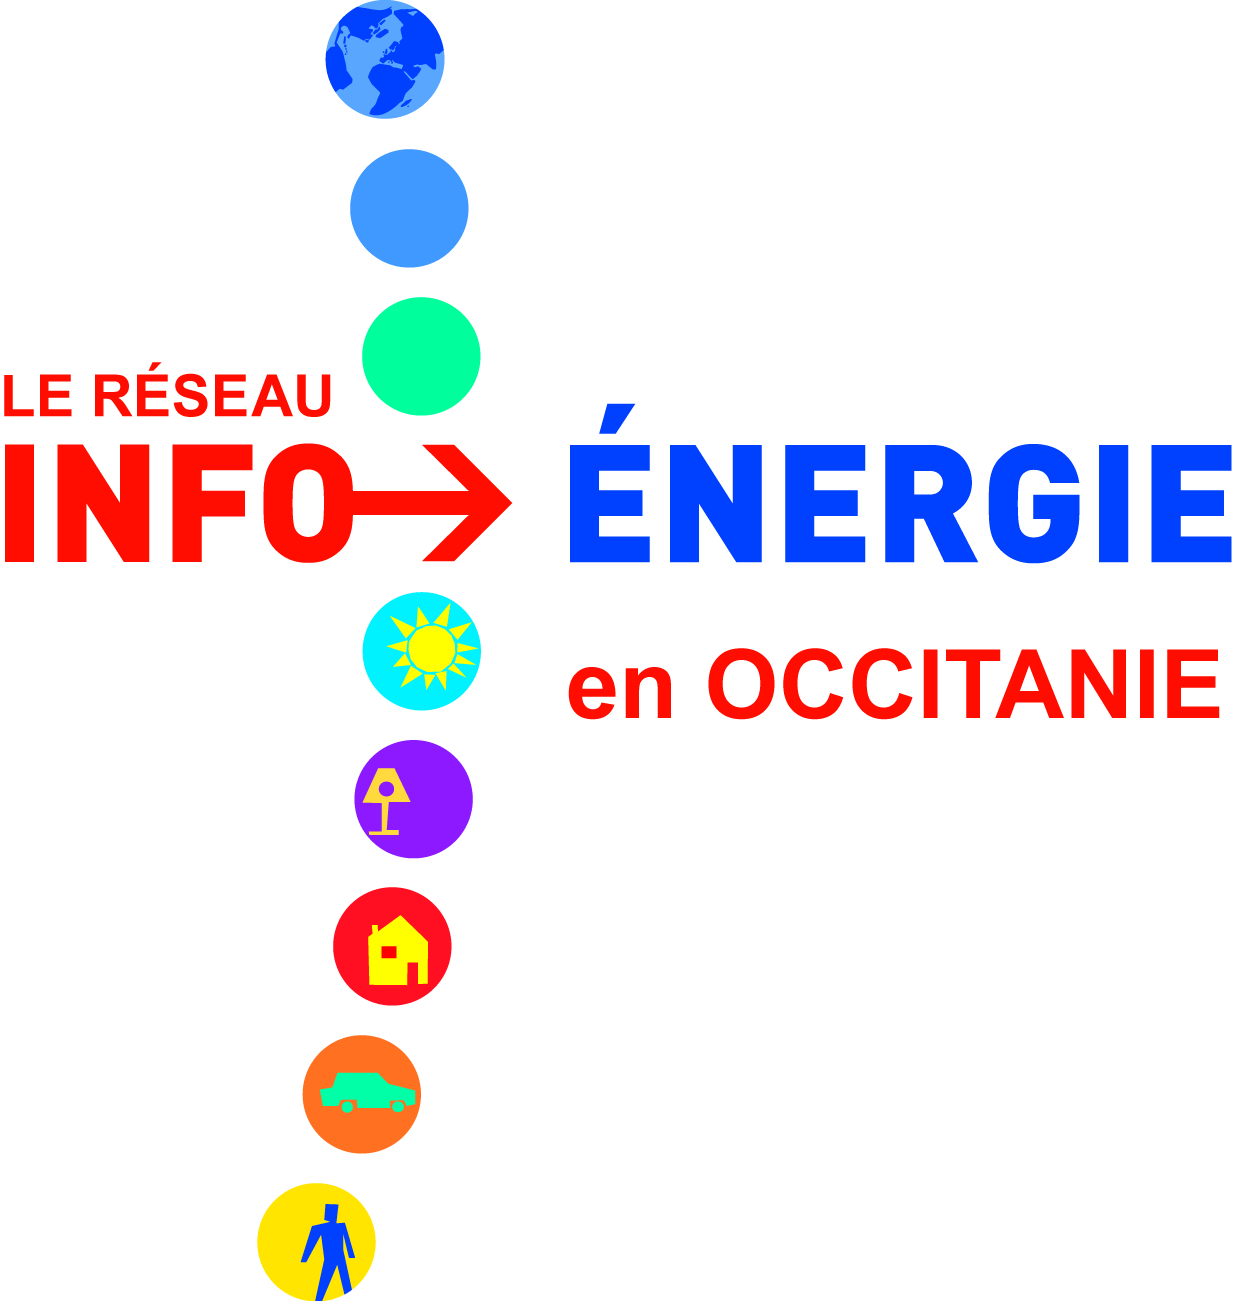 LE RÉSEAU
INFO→ ÉNERGIE
en OCCITANIE